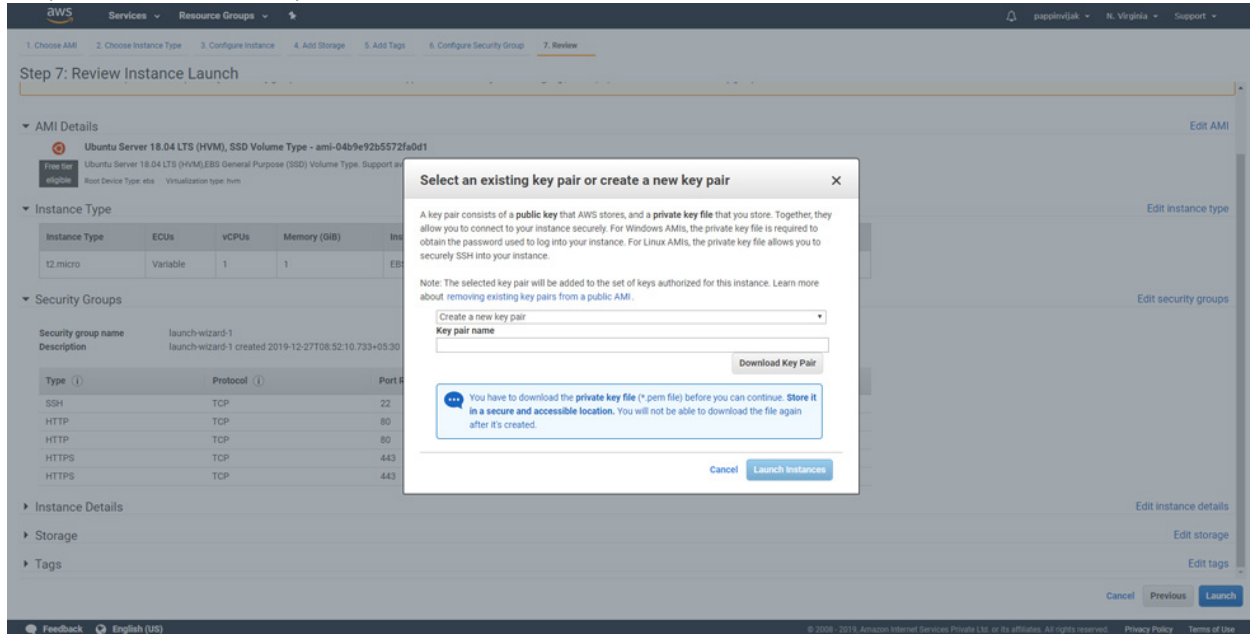 aws Services Resource Groups pappinvijak N. Virginia Support
1. Choose AMI 2. Choose Instance Type 3. Configure Instance 4. Add Storage 5. Add Tags 6. Configure Security Group 7. Review
Step 7: Review Instance Launch
AMI Details Edit AMI
Ubuntu Server 18.04 LTS (HVM), SSD Volume Type - ami-04b9e92b5572fa0d1
Free tier eligible
Ubuntu Server 18.04 LTS (HVM),EBS General Purpose (SSD) Volume Type. Support
Root Device Type: ebs Virtualization type: hvm
Instance Type Edit instance type
Instance Type ECUs vCPUs Memory (GiB)
t2.micro Variable 1 1
Security Groups Edit security groups
Security group name launch-wizard-1
Description launch-wizard-1 created 2019-12-27T08:52:10.733+05:30
Type Protocol Port
SSH TCP 22
HTTP TCP 80
HTTP TCP 80
HTTPS TCP 443
HTTPS TCP 443
Instance Details Edit instance details
Storage Edit storage
Tags Edit tags
Select an existing key pair or create a new key pair
A key pair consists of a public key that AWS stores, and a private key file that you store. Together, they
allow you to connect to your instance securely. For Windows AMIs, the private key file is required to
obtain the password used to log into your instance. For Linux AMIs, the private key file allows you to
securely SSH into your instance.
Note: The selected key pair will be added to the set of keys authorized for this instance. Learn more
about removing existing key pairs from a public AMI.
Create a new key pair
Key pair name
Download Key Pair
You have to download the private key file (*.pem file) before you can continue. Store it
in a secure and accessible location. You will not be able to download the file again
after it's created.
Cancel Launch Instances
Cancel Previous Launch
Feedback English (US) © 2008 - 2019, Amazon Internet Services Private Ltd. or its affiliates. All rights reserved. Privacy Policy Terms of Use